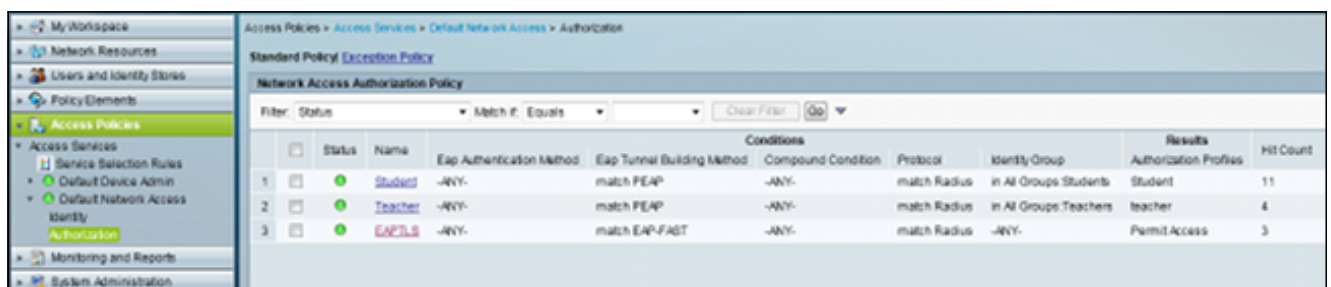 My Workspace
Network Resources
Users and Identity Stores
Policy Elements
Access Policies
Access Services
Service Selection Rules
Default Device Admin
Default Network Access
Identity
Authorization
Monitoring and Reports
System Administration
Access Policies > Access Services > Default Network Access > Authorization
Standard Policy| Exception Policy
Network Access Authorization Policy
Filter: Status Match if: Equals Clear Filter Go
Conditions Results
Status Name Eap Authentication Method Eap Tunnel Building Method Compound Condition Protocol Identity Group Authorization Profiles Hit Count
1 Student -ANY- match PEAP -ANY- match Radius in All Groups:Students Student 11
2 Teacher -ANY- match PEAP -ANY- match Radius in All Groups:Teachers teacher 4
3 EAPTLS -ANY- match EAP-FAST -ANY- match Radius -ANY- Permit Access 3